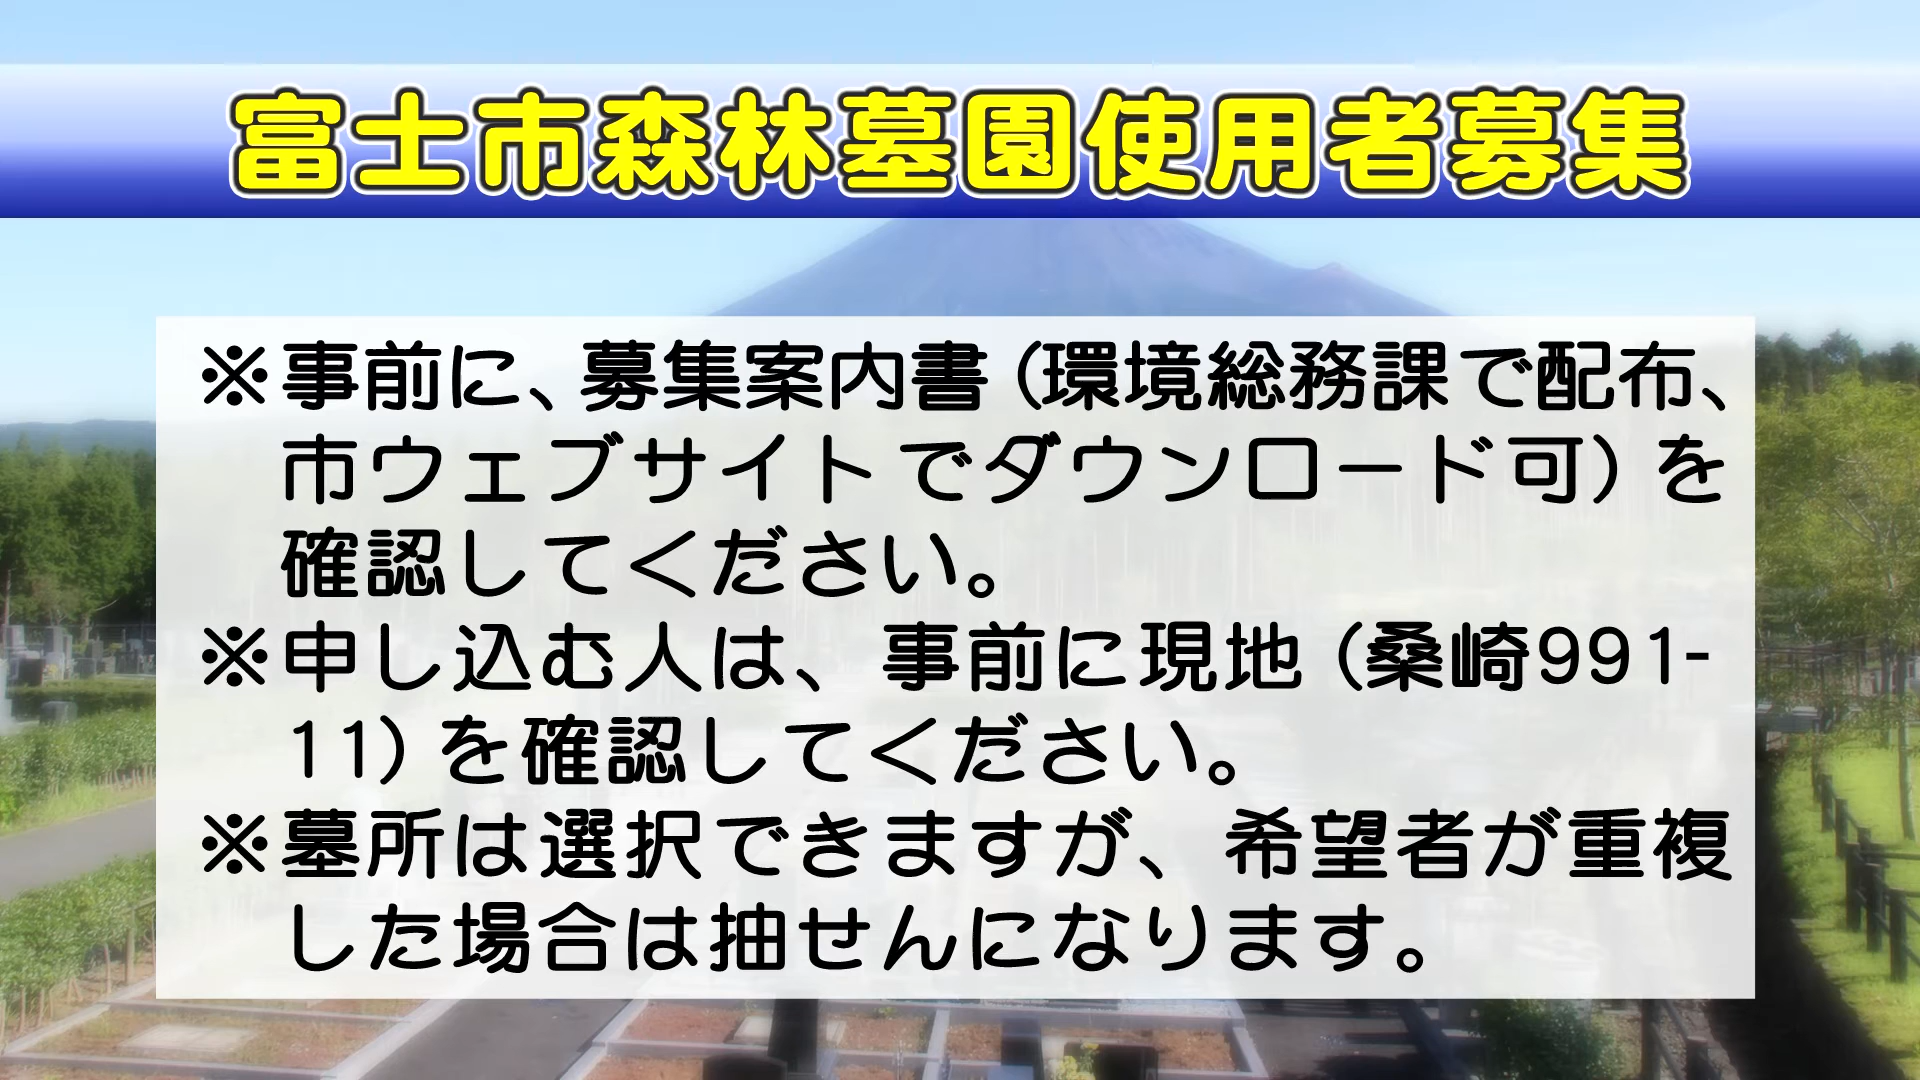 富士市森林墓園使用者募集
※事前に、募集案内書(環境総務課で配布、
市ウェブサイトでダウンロード可)を
確認してください。
※申し込む人は、事前に現地(桑崎991-
11)を確認してください。
※墓所は選択できますが、希望者が重複
した場合は抽せんになります。